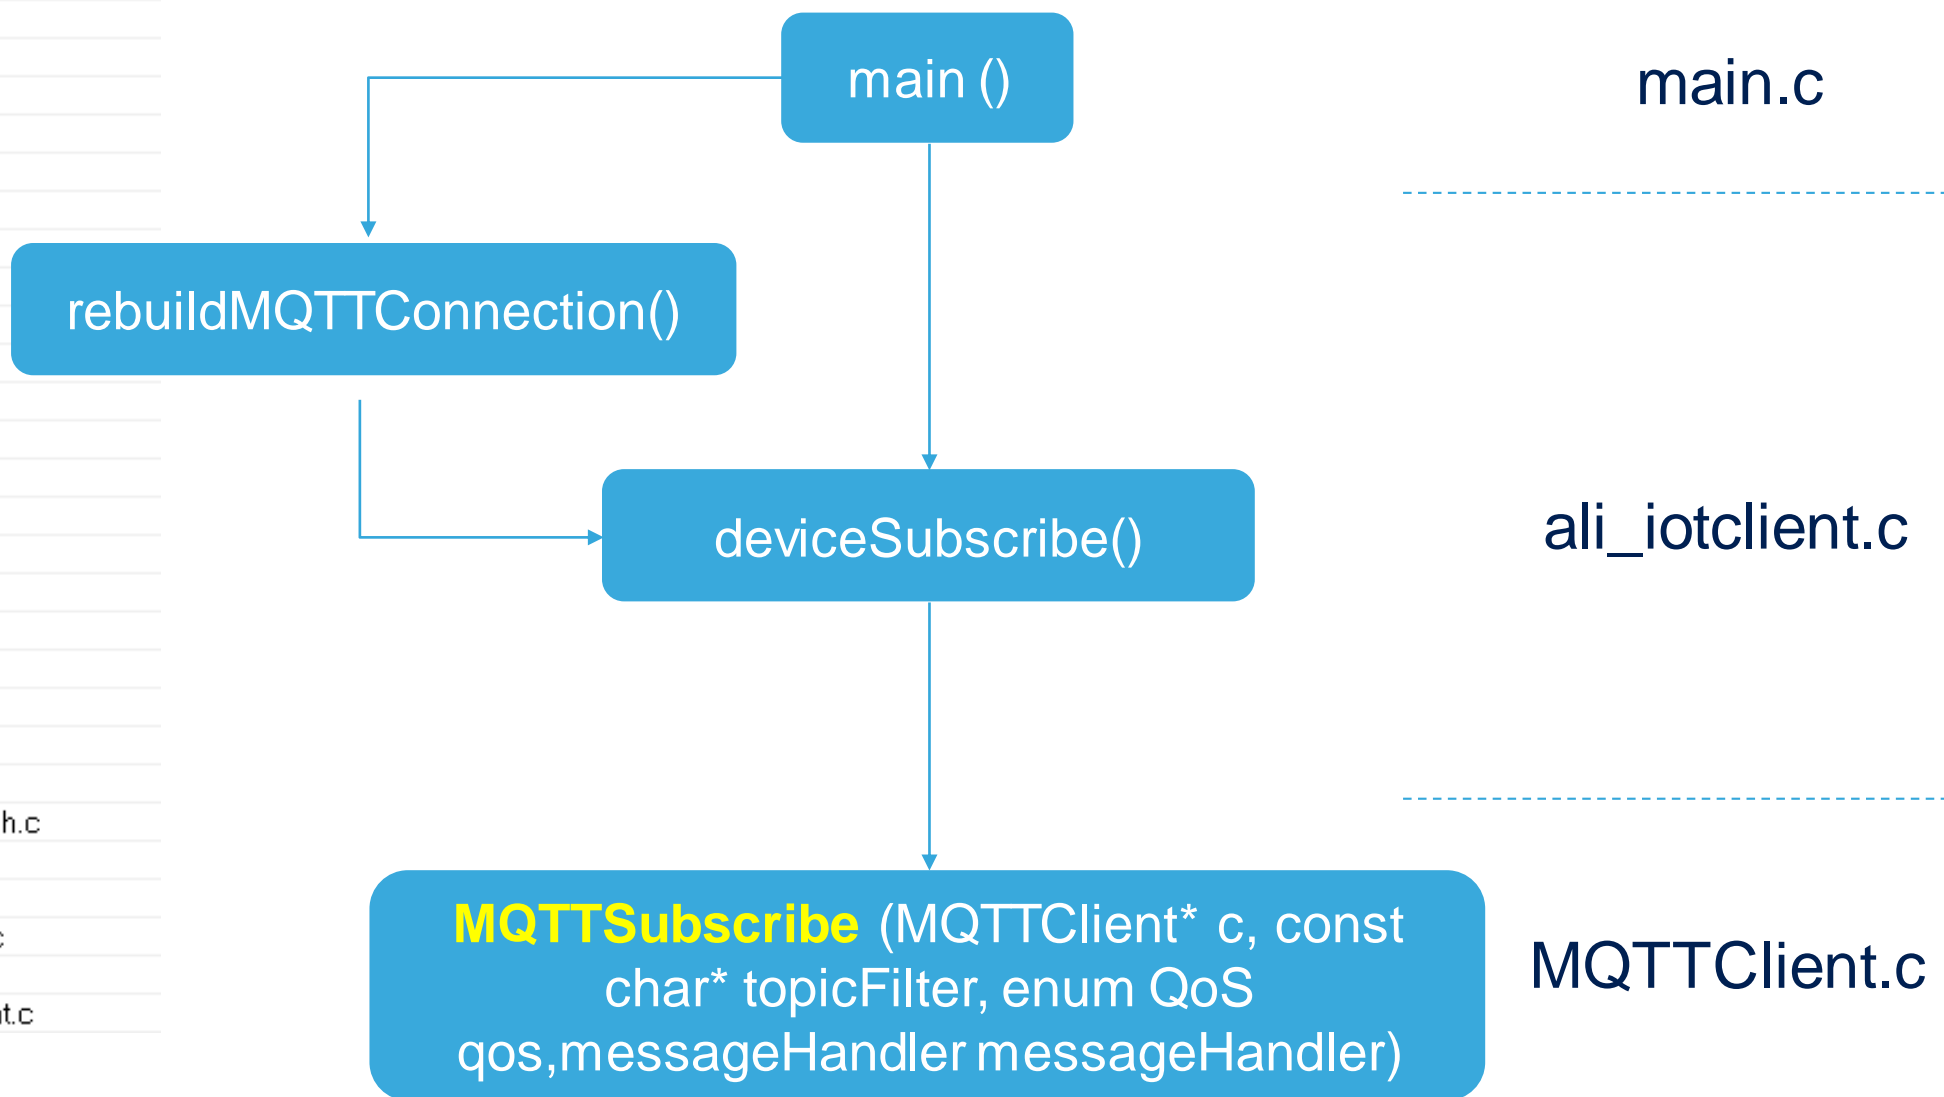 main ()
main.c
rebuildMQTTConnection()
deviceSubscribe()
ali_iotclient.c
h.c
t.c
MQTTSubscribe (MQTTClient* c, const
char* topicFilter, enum QoS
qos,messageHandler messageHandler)
MQTTClient.c